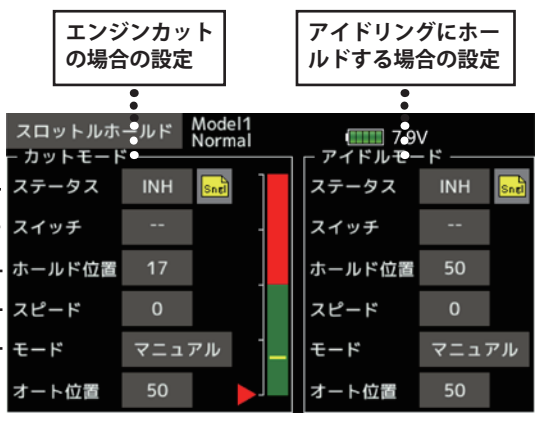 エンジンカット
の場合の設定
アイドリングにホー
ルドする場合の設定
スロットルホールド
Model1
Normal
7.9V
カットモード
ステータス INH Sngl
スイッチ --
ホールド位置 17
スピード 0
モード マニュアル
オート位置 50
アイドルモード
ステータス INH Sngl
スイッチ --
ホールド位置 50
スピード 0
モード マニュアル
オート位置 50